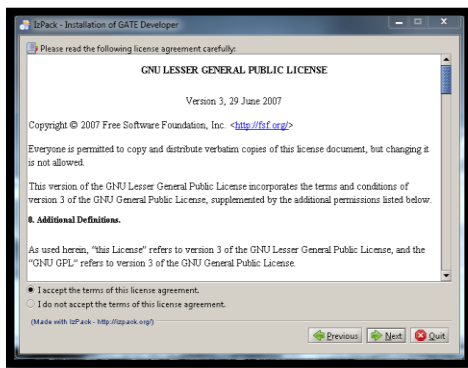 IzPack - Installation of GATE Developer
Please read the following license agreement carefully:
GNU LESSER GENERAL PUBLIC LICENSE
Version 3, 29 June 2007
Copyright © 2007 Free Software Foundation, Inc. <http://fsf.org/>
Everyone is permitted to copy and distribute verbatim copies of this license document, but changing it
is not allowed.
This version of the GNU Lesser General Public License incorporates the terms and conditions of
version 3 of the GNU General Public License, supplemented by the additional permissions listed below.
0. Additional Definitions.
As used herein, "this License" refers to version 3 of the GNU Lesser General Public License, and the
"GNU GPL" refers to version 3 of the GNU General Public License.
I accept the terms of this license agreement.
I do not accept the terms of this license agreement.
(Made with IzPack - http://izpack.org/)
Previous Next Quit